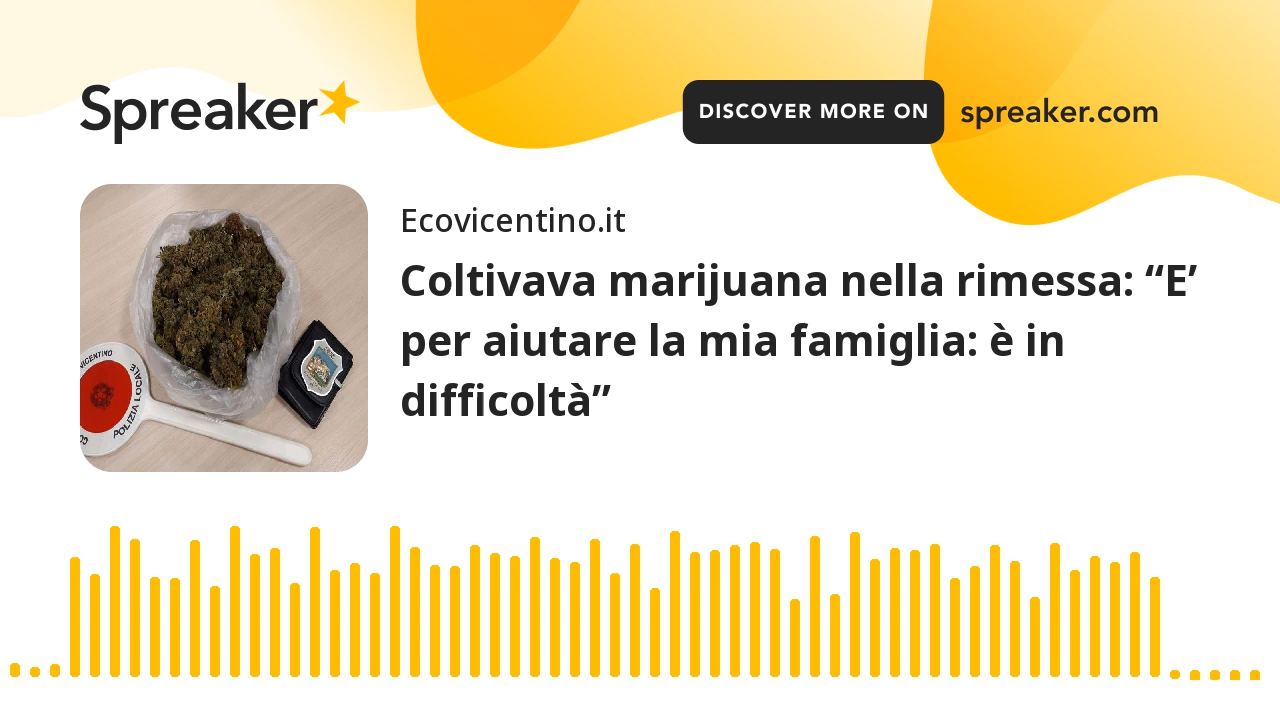 Spreaker
DISCOVER MORE ON
spreaker.com
Ecovicentino.it
Coltivava marijuana nella rimessa: “E’
per aiutare la mia famiglia: è in
difficoltà”
VICENTINO
POLIZIA LOCALE